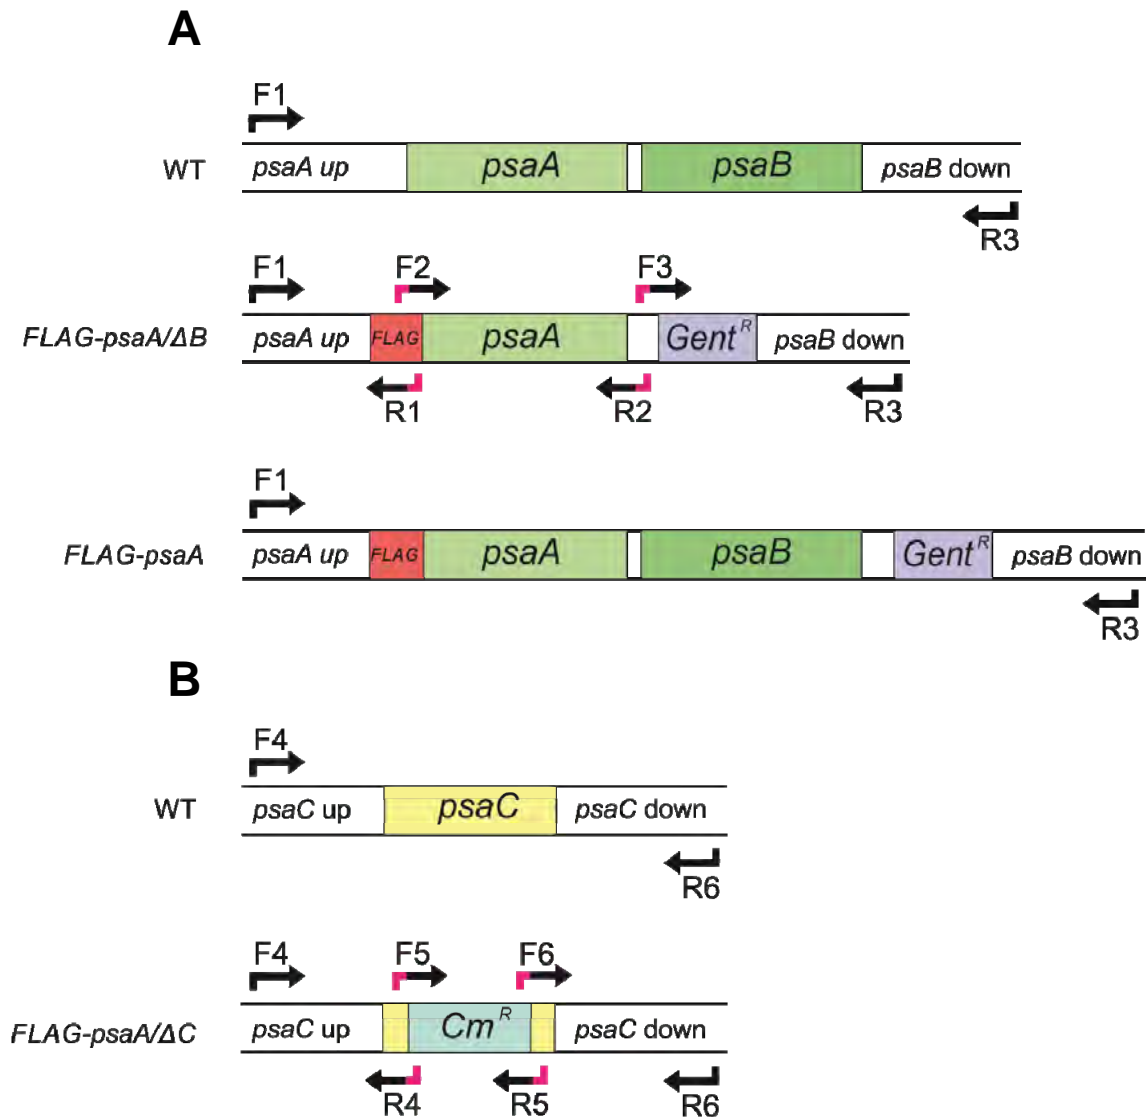 A
F1
WT
psaA up
psaA
psaB
psaB down
R3
F1
F2
F3
FLAG-psaA/ΔB
psaA up
FLAG
psaA
Gent R
psaB down
R1
R2
R3
F1
FLAG-psaA
psaA up
FLAG
psaA
psaB
Gent R
psaB down
R3
B
F4
WT
psaC up
psaC
psaC down
R6
F4
F5
F6
FLAG-psaA/ΔC
psaC up
Cm R
psaC down
R4
R5
R6